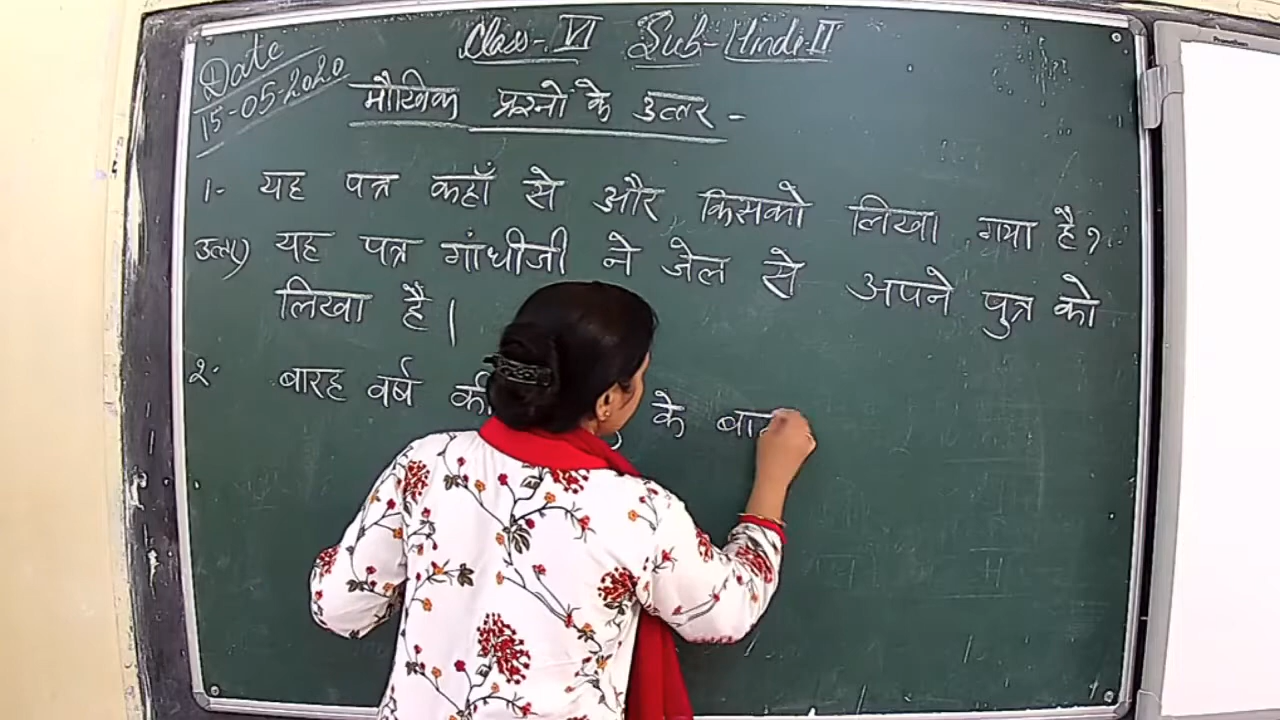 Date
15-05-2020
Class-VI Sub-Hindi-II
मौखिक प्रश्नों के उत्तर -
1- यह पत्र कहाँ से और किसको लिखा गया है?
उत्तर) यह पत्र गांधीजी ने जेल से अपने पुत्र को
लिखा है|
2- बारह वर्ष की के